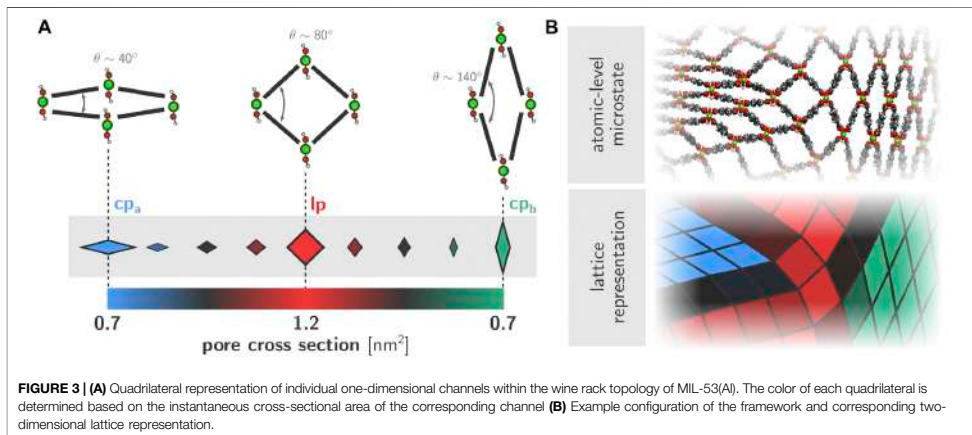 A
θ ~ 40°
θ ~ 80°
θ ~ 140°
cpₐ
lp
cp_b
0.7
1.2
0.7
pore cross section [nm²]
B
atomic-level
microstate
lattice
representation
FIGURE 3 | (A) Quadrilateral representation of individual one-dimensional channels within the wine rack topology of MIL-53(Al). The color of each quadrilateral is
determined based on the instantaneous cross-sectional area of the corresponding channel (B) Example configuration of the framework and corresponding two-
dimensional lattice representation.